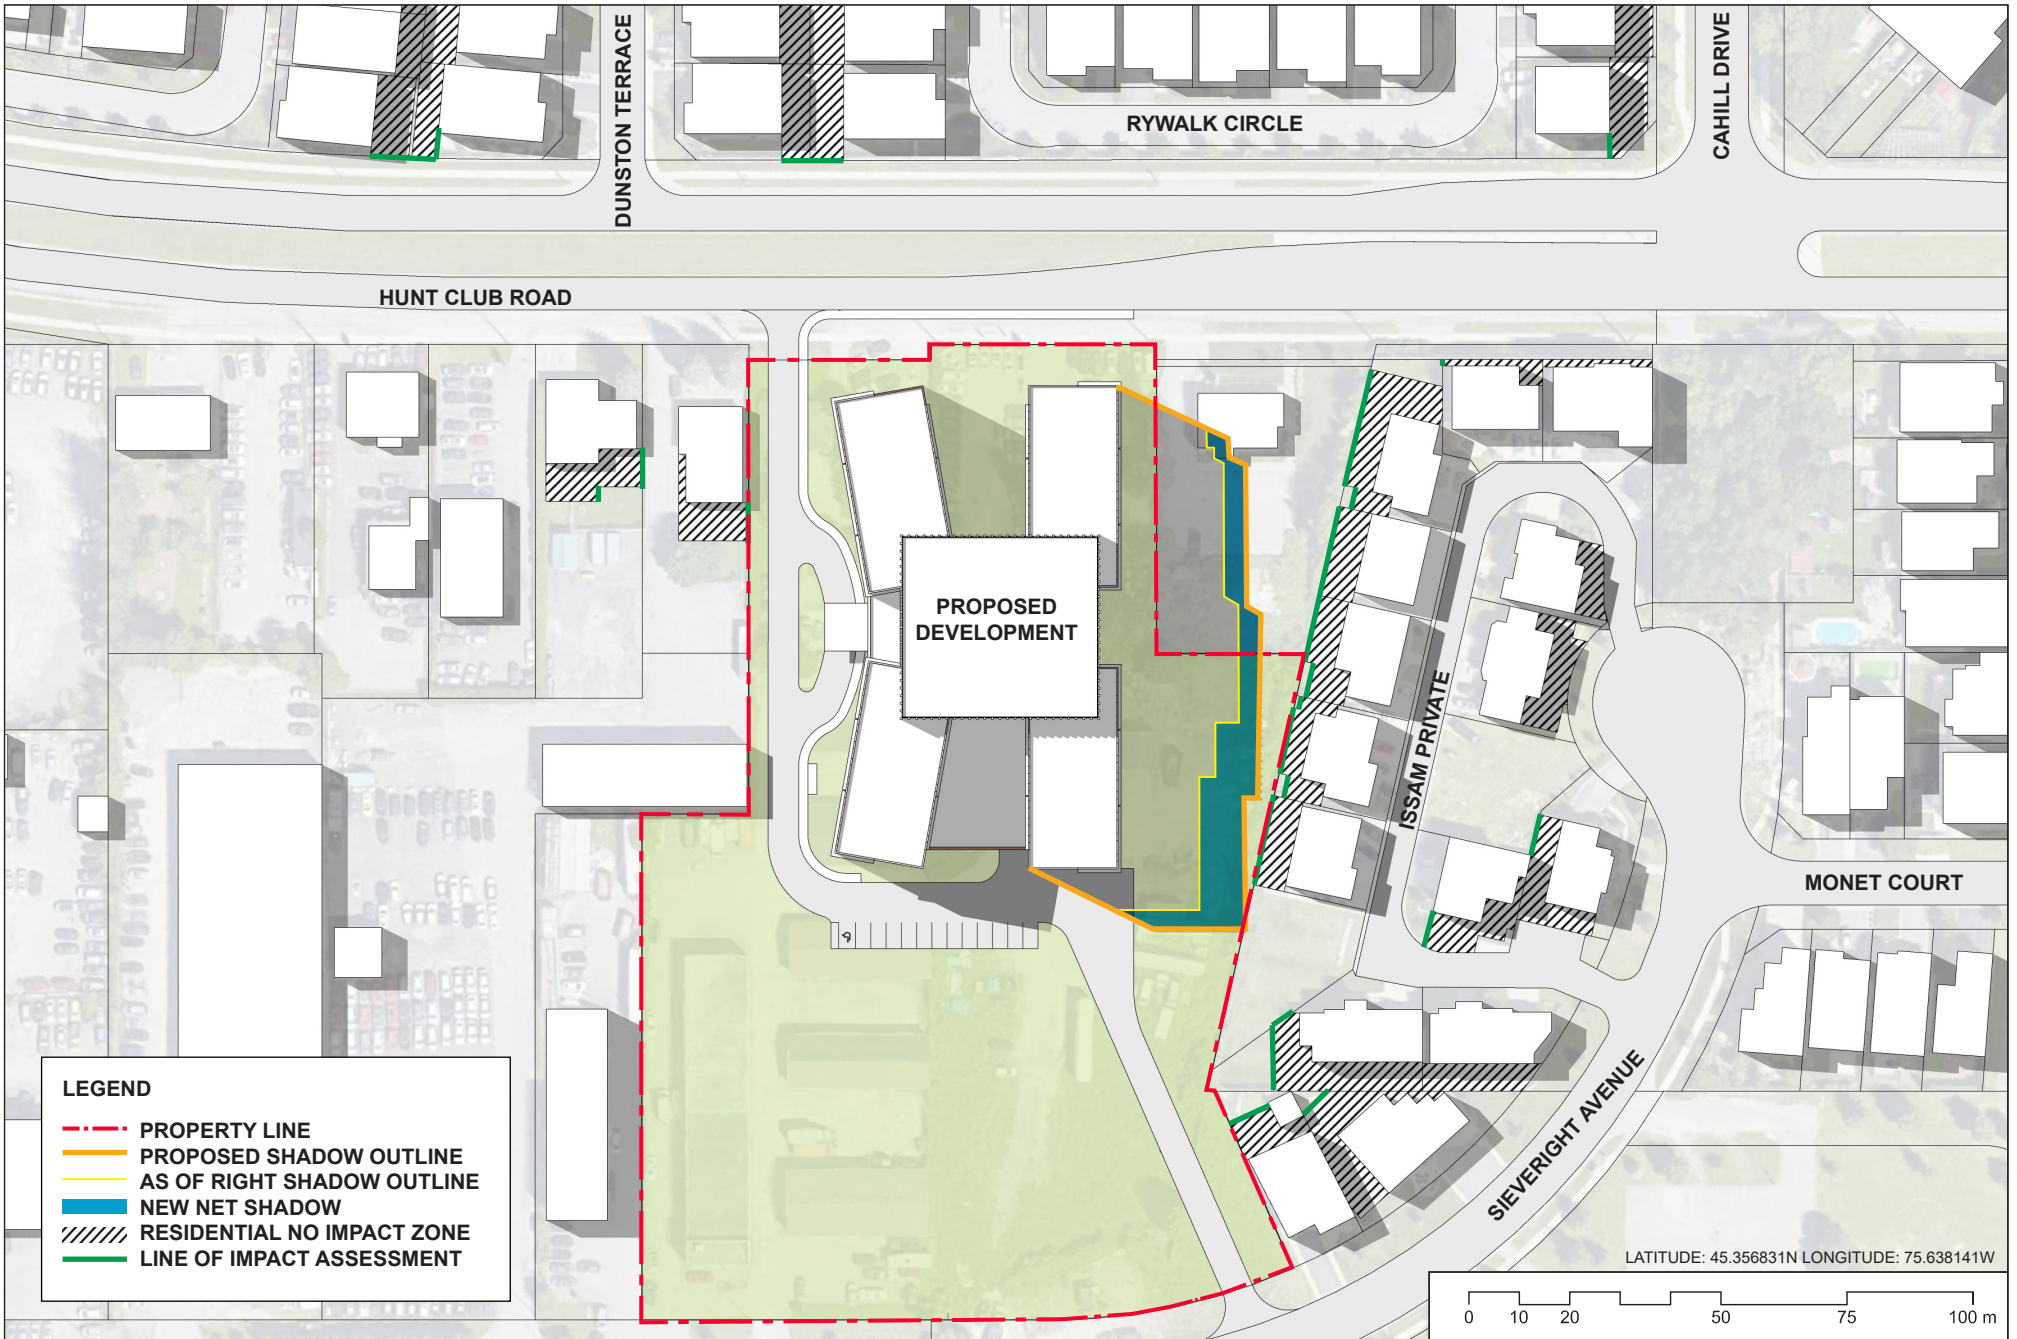 DUNSTON TERRACE
CAHILL DRIVE
RYWALK CIRCLE
HUNT CLUB ROAD
PROPOSED
DEVELOPMENT
ISSAM PRIVATE
MONET COURT
SIEVERIGHT AVENUE
LEGEND
PROPERTY LINE
PROPOSED SHADOW OUTLINE
AS OF RIGHT SHADOW OUTLINE
NEW NET SHADOW
RESIDENTIAL NO IMPACT ZONE
LINE OF IMPACT ASSESSMENT
LATITUDE: 45.356831N LONGITUDE: 75.638141W
0 10 20 50 75 100 m